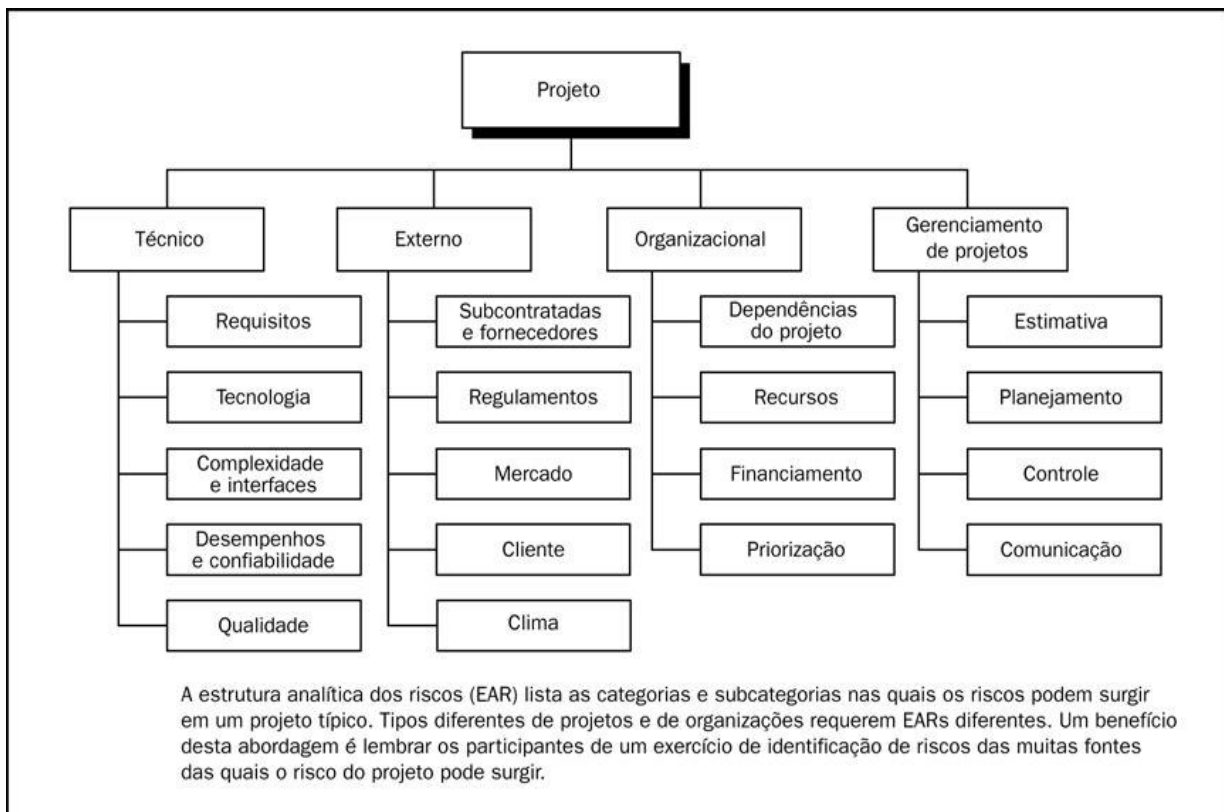 Projeto
Técnico
Externo
Organizacional
Gerenciamento
de projetos
Requisitos
Tecnologia
Complexidade
e interfaces
Desempenhos
e confiabilidade
Qualidade
Subcontratadas
e fornecedores
Regulamentos
Mercado
Cliente
Clima
Dependências
do projeto
Recursos
Financiamento
Priorização
Estimativa
Planejamento
Controle
Comunicação
A estrutura analítica dos riscos (EAR) lista as categorias e subcategorias nas quais os riscos podem surgir
em um projeto típico. Tipos diferentes de projetos e de organizações requerem EARs diferentes. Um benefício
desta abordagem é lembrar os participantes de um exercício de identificação de riscos das muitas fontes
das quais o risco do projeto pode surgir.